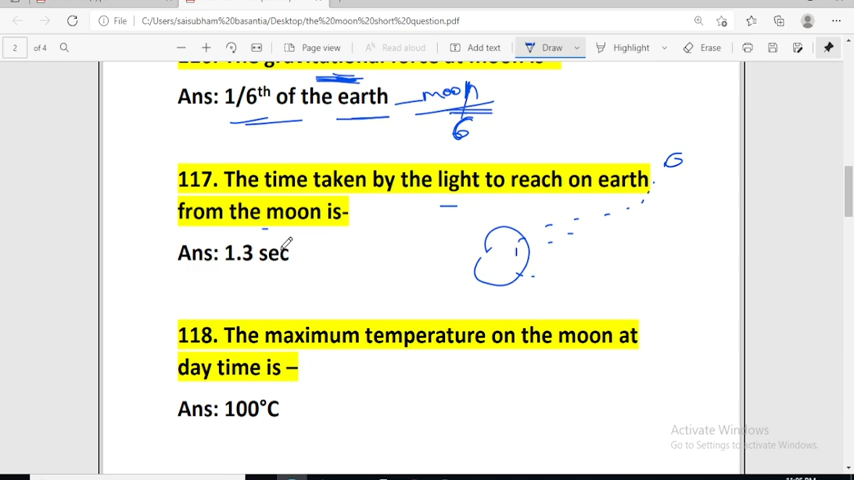 File | C:/Users/saisubham%20basantia/Desktop/the%20moon%20short%20question.pdf
2 of 4 Page view Read aloud Add text Draw Highlight Erase
Ans: 1/6th of the earth moon
6
117. The time taken by the light to reach on earth
from the moon is-
Ans: 1.3 sec
118. The maximum temperature on the moon at
day time is –
Ans: 100°C
Activate Windows
Go to Settings to activate Windows.